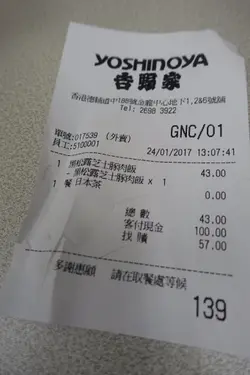 YOSHINOYA
吉野家
香港德輔道中188號金龍中心地下1,2&6號舖
Tel: 2698 3922
單號:017539 (外賣) GNC/01
員工:5100001 24/01/2017 13:07:41
1 黑松露芝士豚肉飯 43.00
- 黑松露芝士豚肉飯 x 1
1 餐 日本茶 0.00
總 數 43.00
客付現金 100.00
找 贖 57.00
多謝惠顧 請在取餐處等候
139